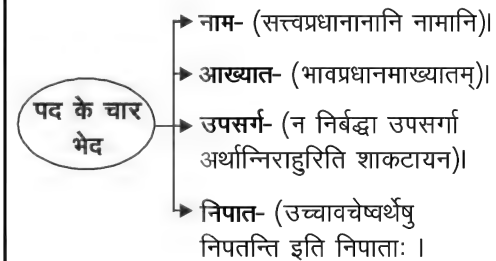 पद के चार
भेद
नाम- (सत्त्वप्रधानानानि नामानि)।
आख्यात- (भावप्रधानमाख्यातम्)।
उपसर्ग- (न निर्बद्धा उपसर्गा
अर्थान्निराहुरिति शाकटायन)।
निपात- (उच्चावचेष्वर्थेषु
निपतन्ति इति निपाताः ।